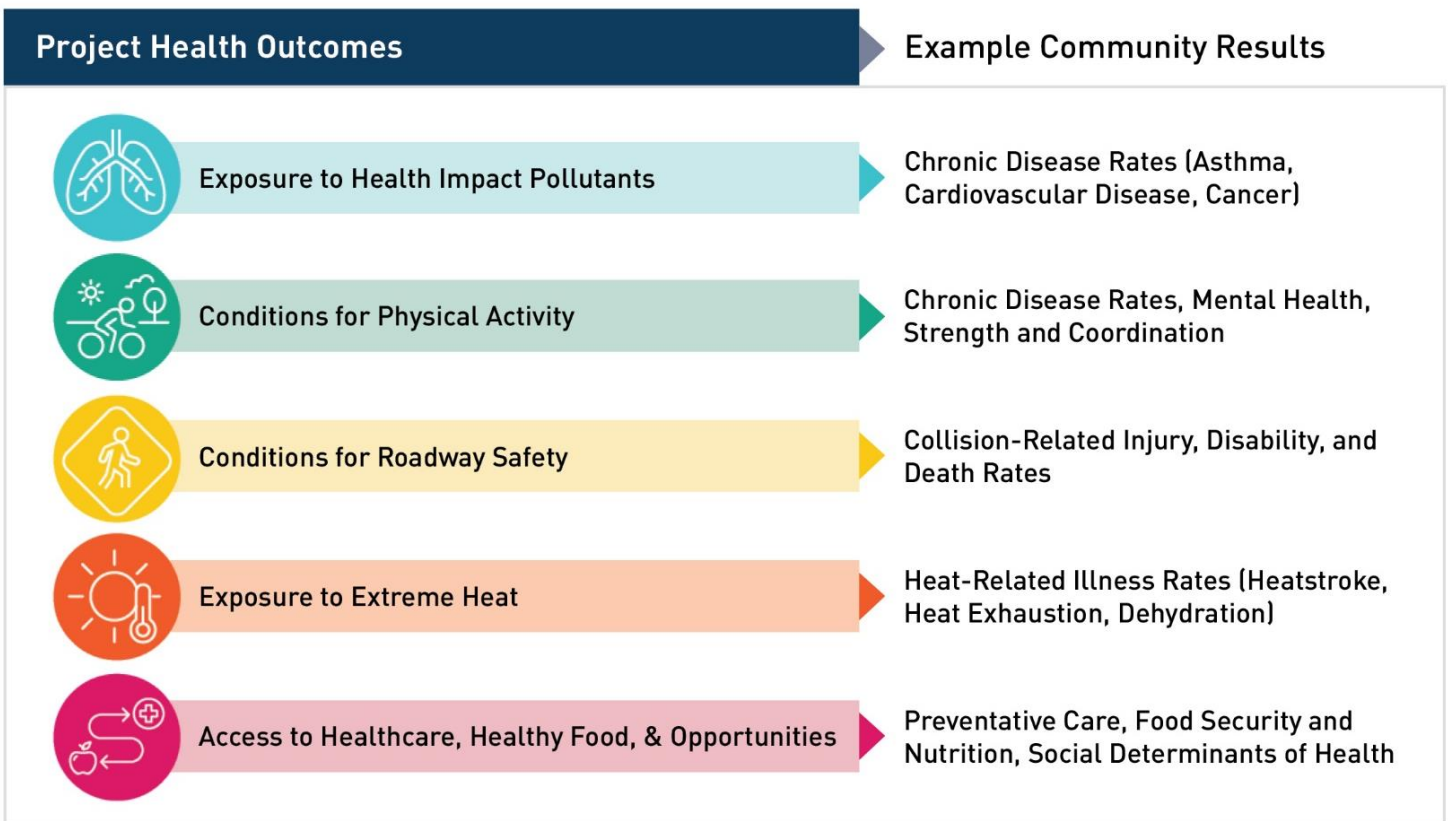 Project Health Outcomes
Example Community Results
Exposure to Health Impact Pollutants
Chronic Disease Rates (Asthma,
Cardiovascular Disease, Cancer)
Conditions for Physical Activity
Chronic Disease Rates, Mental Health,
Strength and Coordination
Conditions for Roadway Safety
Collision-Related Injury, Disability, and
Death Rates
Exposure to Extreme Heat
Heat-Related Illness Rates (Heatstroke,
Heat Exhaustion, Dehydration)
Access to Healthcare, Healthy Food, & Opportunities
Preventative Care, Food Security and
Nutrition, Social Determinants of Health